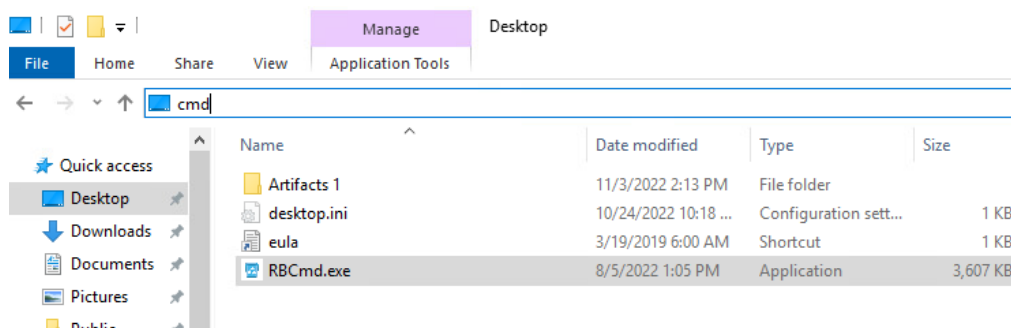 Manage Desktop
File Home Share View Application Tools
cmd
Name Date modified Type Size
Quick access
Artifacts 1 11/3/2022 2:13 PM File folder
Desktop
desktop.ini 10/24/2022 10:18 ... Configuration sett... 1 KB
Downloads
eula 3/19/2019 6:00 AM Shortcut 1 KB
Documents
RBCmd.exe 8/5/2022 1:05 PM Application 3,607 KB
Pictures
Public